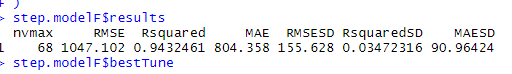 + )
> step.modelF$results
nvmax RMSE Rsquared MAE RMSESD RsquaredSD MAESD
1 68 1047.102 0.9432461 804.358 155.628 0.03472316 90.96424
> step.modelF$bestTune